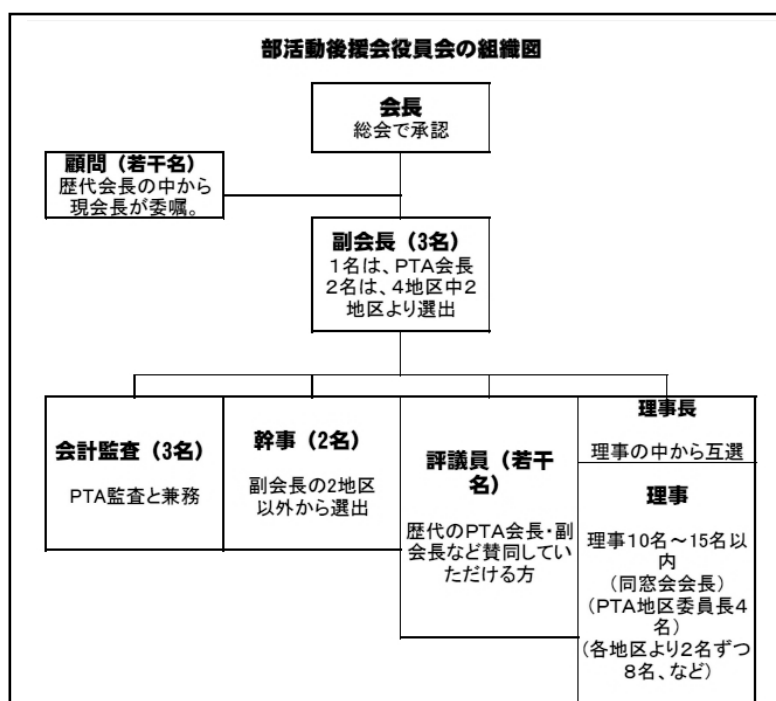 部活動後援会役員会の組織図
会長
総会で承認
顧問（若干名）
歴代会長の中から
現会長が委嘱。
副会長（3名）
１名は、PTA会長
２名は、４地区中２
地区より選出
会計監査（3名）
PTA監査と兼務
幹事（2名）
副会長の2地区
以外から選出
評議員（若干
名）
歴代のPTA会長・副
会長など賛同してい
ただける方
理事長
理事の中から互選
理事
理事１０名～１５名以
内
（同窓会会長）
（PTA地区委員長４
名）
（各地区より２名ずつ
８名、など）